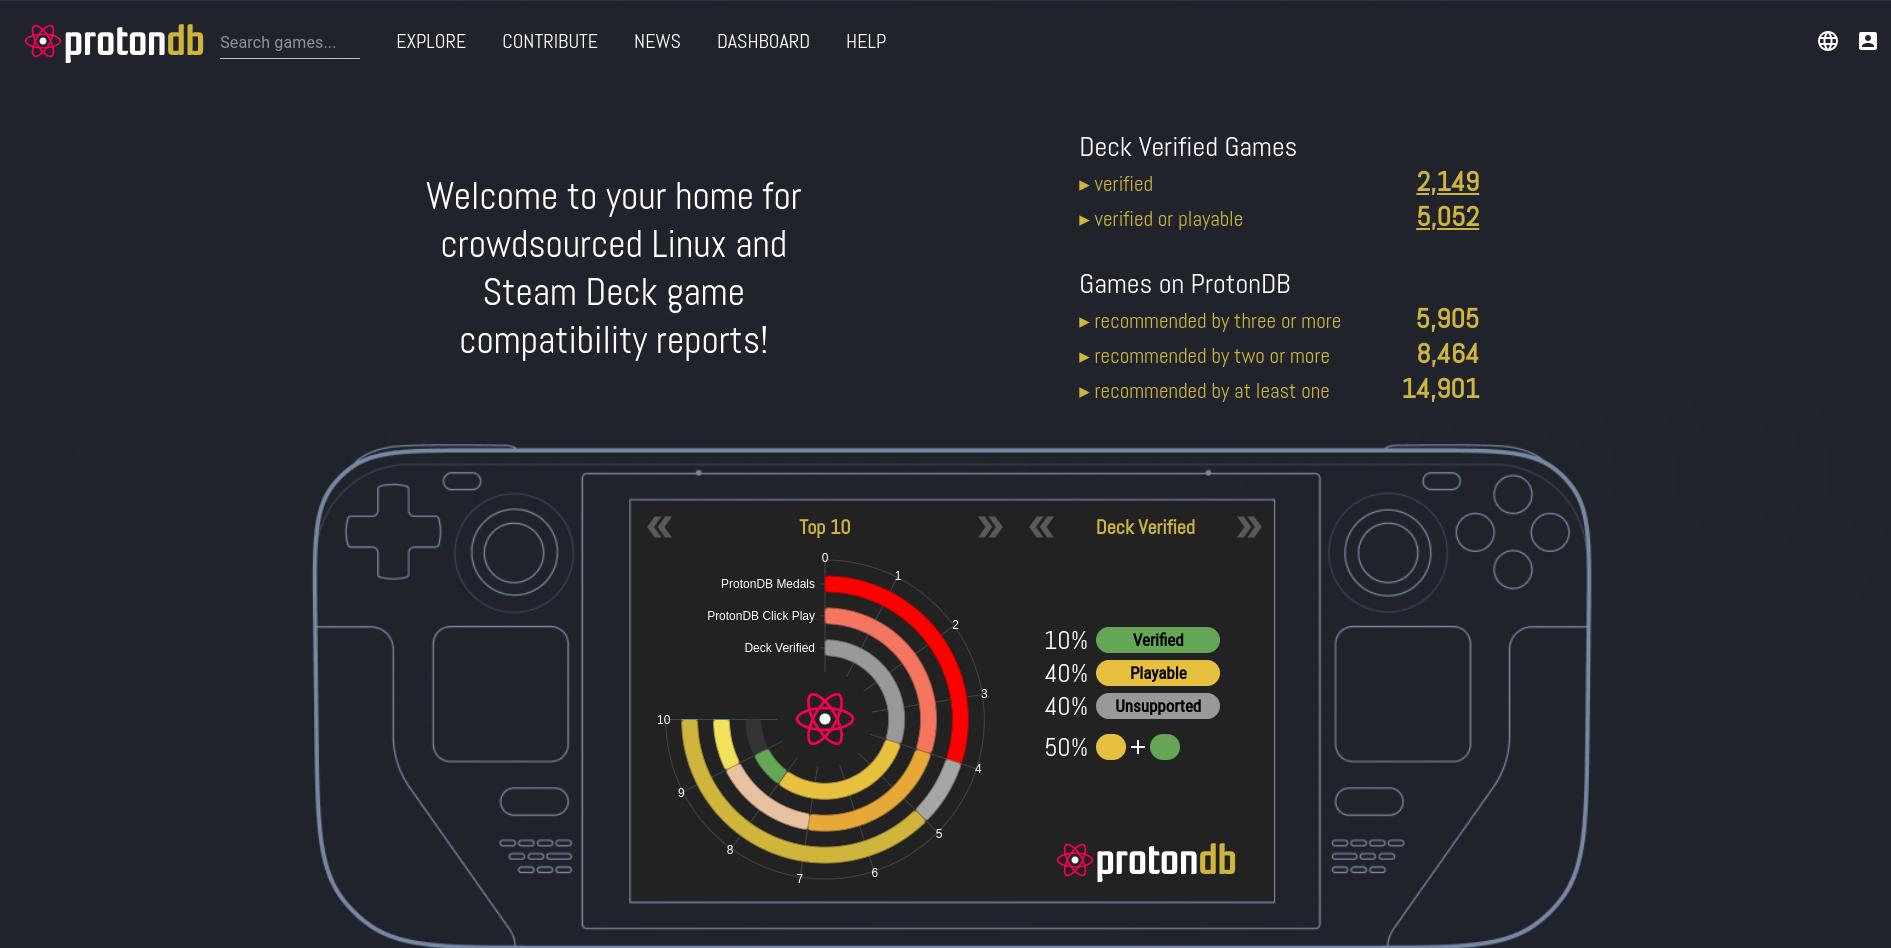 protondb
Search games...
EXPLORE
CONTRIBUTE
NEWS
DASHBOARD
HELP
Welcome to your home for
crowdsourced Linux and
Steam Deck game
compatibility reports!
Deck Verified Games
▸ verified 2,149
▸ verified or playable 5,052
Games on ProtonDB
▸ recommended by three or more 5,905
▸ recommended by two or more 8,464
▸ recommended by at least one 14,901
Top 10
0
1
2
3
4
5
6
7
8
9
10
ProtonDB Medals
ProtonDB Click Play
Deck Verified
Deck Verified
10% Verified
40% Playable
40% Unsupported
50% +
protondb